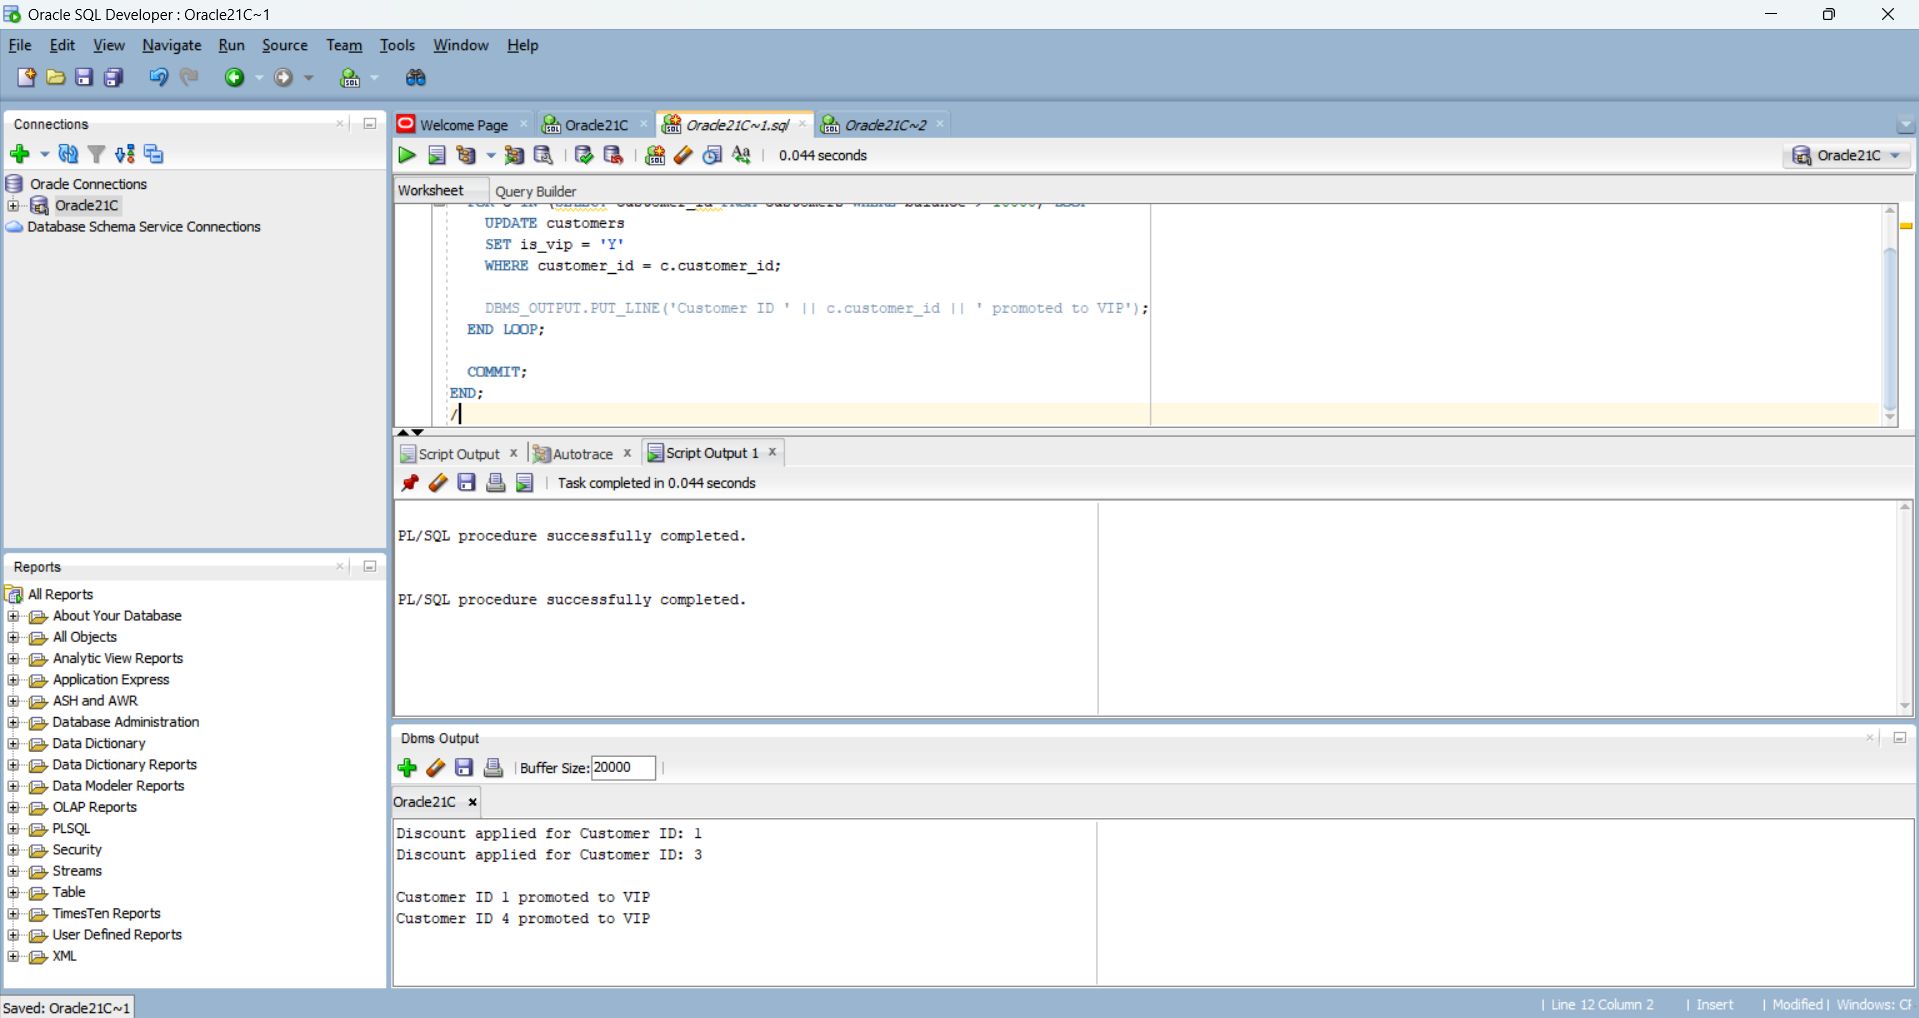 Oracle SQL Developer : Oracle21C~1
File Edit View Navigate Run Source Team Tools Window Help
Connections
Oracle Connections
Oracle21C
Database Schema Service Connections
Reports
All Reports
About Your Database
All Objects
Analytic View Reports
Application Express
ASH and AWR
Database Administration
Data Dictionary
Data Dictionary Reports
Data Modeler Reports
OLAP Reports
PLSQL
Security
Streams
Table
TimesTen Reports
User Defined Reports
XML
Welcome Page Oracle21C Oracle21C~1.sql Oracle21C~2
0.044 seconds Oracle21C
Worksheet Query Builder
UPDATE customers
SET is_vip = 'Y'
WHERE customer_id = c.customer_id;
DBMS_OUTPUT.PUT_LINE('Customer ID ' || c.customer_id || ' promoted to VIP');
END LOOP;
COMMIT;
END;
/
Script Output Autotrace Script Output 1
Task completed in 0.044 seconds
PL/SQL procedure successfully completed.
PL/SQL procedure successfully completed.
Dbms Output
Buffer Size: 20000
Oracle21C
Discount applied for Customer ID: 1
Discount applied for Customer ID: 3
Customer ID 1 promoted to VIP
Customer ID 4 promoted to VIP
Saved: Oracle21C~1
| Line 12 Column 2 | Insert | Modified | Windows: